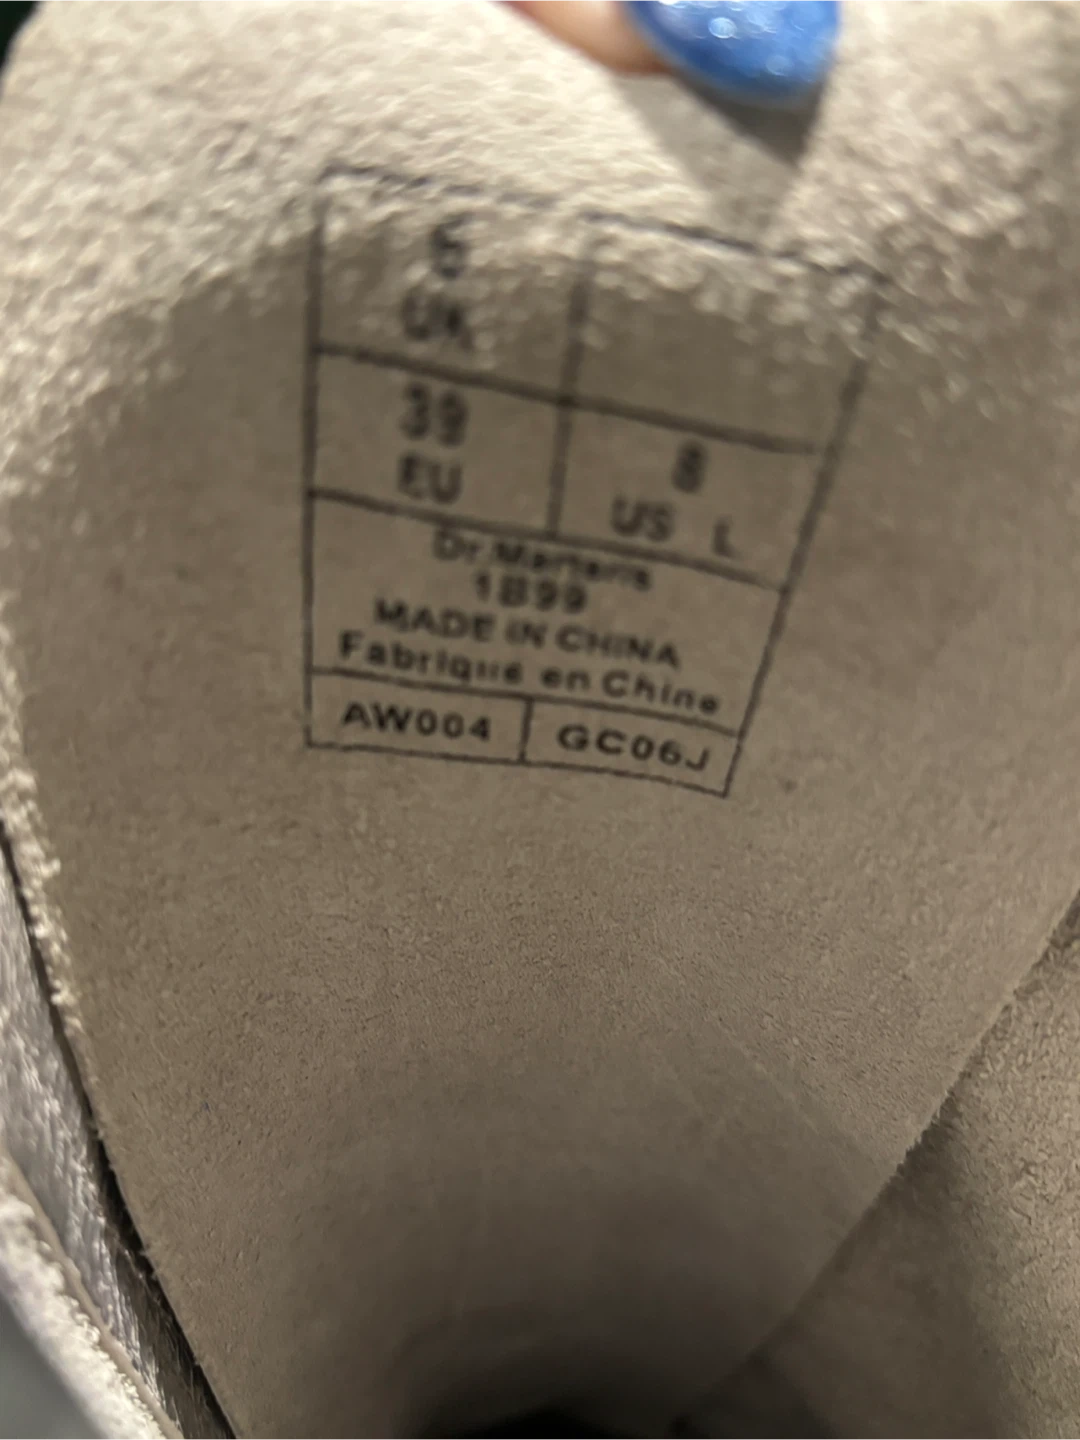 6
UK
39
EU
8
US L
Dr.Martens
1B99
MADE IN CHINA
Fabriqué en Chine
AW004 GC06J